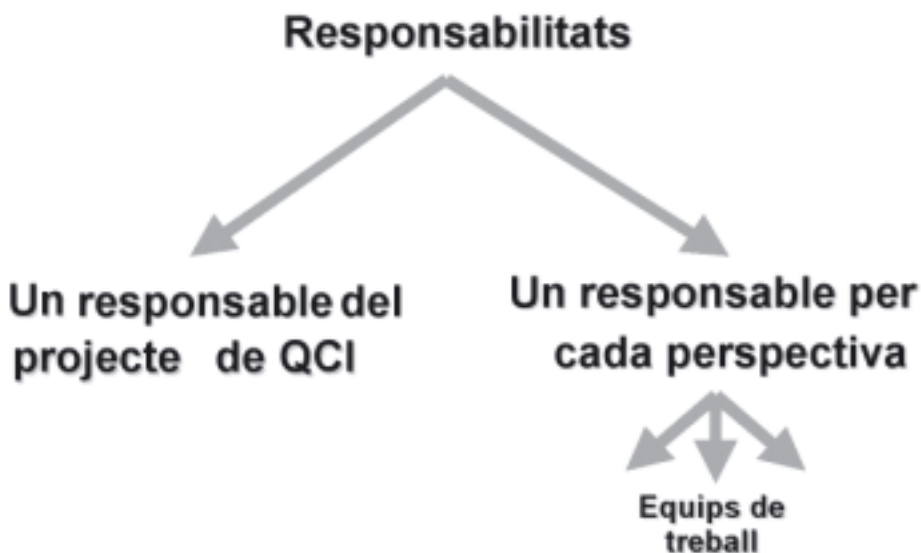 Responsabilitats
Un responsable del
projecte de QCI
Un responsable per
cada perspectiva
Equips de
treball